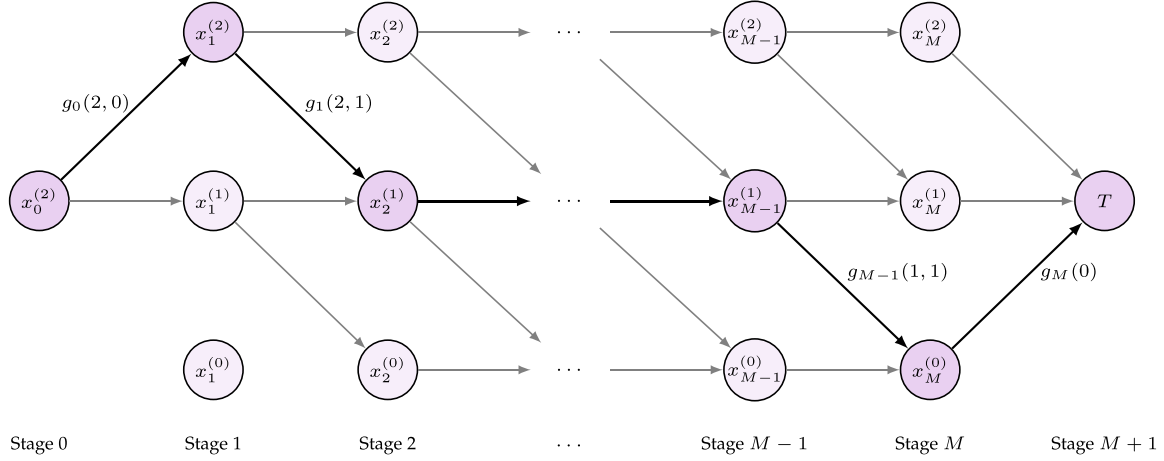 x_1^{(2)} x_2^{(2)} ··· x_{M-1}^{(2)} x_M^{(2)}
g_0(2, 0) g_1(2, 1)
x_0^{(2)} x_1^{(1)} x_2^{(1)} ··· x_{M-1}^{(1)} x_M^{(1)} T
g_{M-1}(1, 1) g_M(0)
x_1^{(0)} x_2^{(0)} ··· x_{M-1}^{(0)} x_M^{(0)}
Stage 0 Stage 1 Stage 2 ··· Stage M − 1 Stage M Stage M + 1